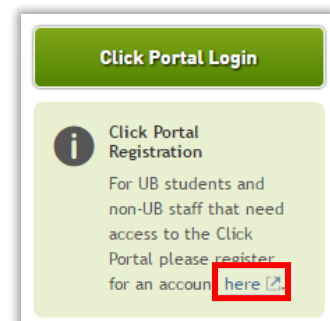 Click Portal Login
Click Portal
Registration
For UB students and
non-UB staff that need
access to the Click
Portal please register
for an account here.